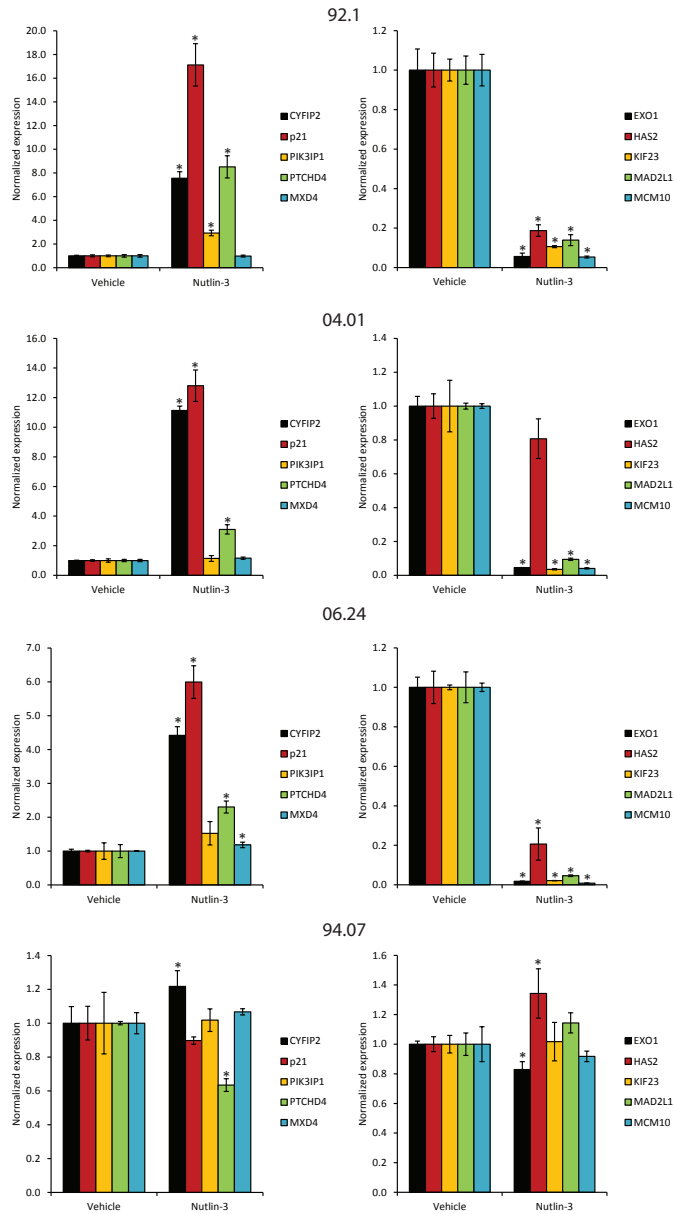 92.1
Normalized expression
20.0
18.0
16.0
14.0
12.0
10.0
8.0
6.0
4.0
2.0
0.0
* * * *
Vehicle Nutlin-3
CYFIP2
p21
PIK3IP1
PTCHD4
MXD4
Normalized expression
1.2
1.0
0.8
0.6
0.4
0.2
0.0
* * * * *
Vehicle Nutlin-3
EXO1
HAS2
KIF23
MAD2L1
MCM10
04.01
Normalized expression
16.0
14.0
12.0
10.0
8.0
6.0
4.0
2.0
0.0
* * *
Vehicle Nutlin-3
CYFIP2
p21
PIK3IP1
PTCHD4
MXD4
Normalized expression
1.4
1.2
1.0
0.8
0.6
0.4
0.2
0.0
* * * *
Vehicle Nutlin-3
EXO1
HAS2
KIF23
MAD2L1
MCM10
06.24
Normalized expression
7.0
6.0
5.0
4.0
3.0
2.0
1.0
0.0
* * * *
Vehicle Nutlin-3
CYFIP2
p21
PIK3IP1
PTCHD4
MXD4
Normalized expression
1.2
1.0
0.8
0.6
0.4
0.2
0.0
* * * * *
Vehicle Nutlin-3
EXO1
HAS2
KIF23
MAD2L1
MCM10
94.07
Normalized expression
1.4
1.2
1.0
0.8
0.6
0.4
0.2
0.0
* *
Vehicle Nutlin-3
CYFIP2
p21
PIK3IP1
PTCHD4
MXD4
Normalized expression
1.6
1.4
1.2
1.0
0.8
0.6
0.4
0.2
0.0
* *
Vehicle Nutlin-3
EXO1
HAS2
KIF23
MAD2L1
MCM10